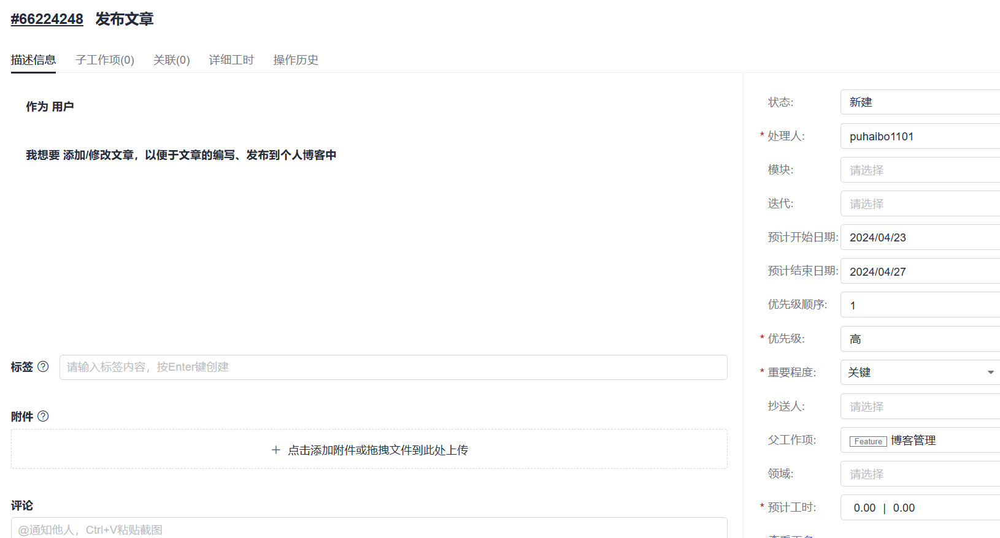 #66224248 发布文章
描述信息 子工作项(0) 关联(0) 详细工时 操作历史
作为 用户
我想要 添加/修改文章，以便于文章的编写、发布到个人博客中
标签
请输入标签内容，按Enter键创建
附件
点击添加附件或拖拽文件到此处上传
评论
@通知他人，Ctrl+V粘贴截图
状态: 新建
* 处理人: puhaibo1101
模块: 请选择
迭代: 请选择
预计开始日期: 2024/04/23
预计结束日期: 2024/04/27
优先级顺序: 1
* 优先级: 高
* 重要程度: 关键
抄送人: 请选择
父工作项: Feature 博客管理
领域: 请选择
* 预计工时: 0.00 | 0.00